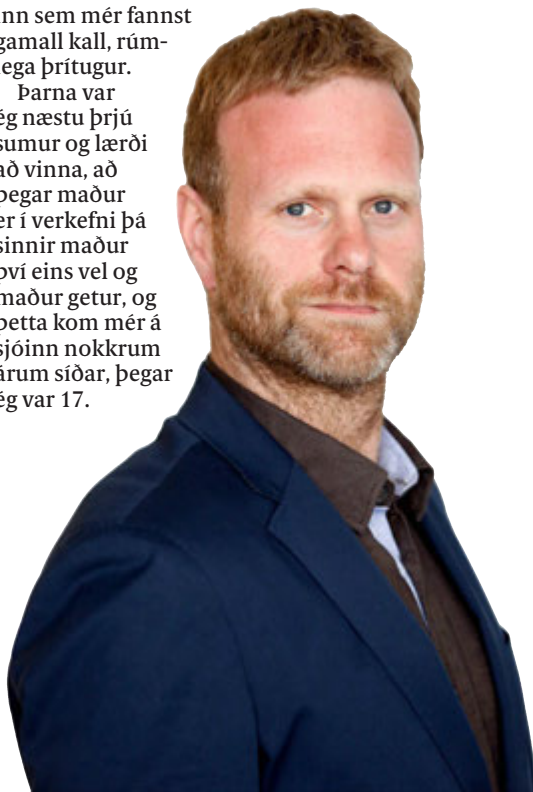 inn sem mér fannst
gamall kall, rúm-
lega þrítugur.
Þarna var
ég næstu þrjú
sumur og lærði
að vinna, að
þegar maður
er í verkefni þá
sinnir maður
því eins vel og
maður getur, og
þetta kom mér á
sjóinn nokkrum
árum síðar, þegar
ég var 17.